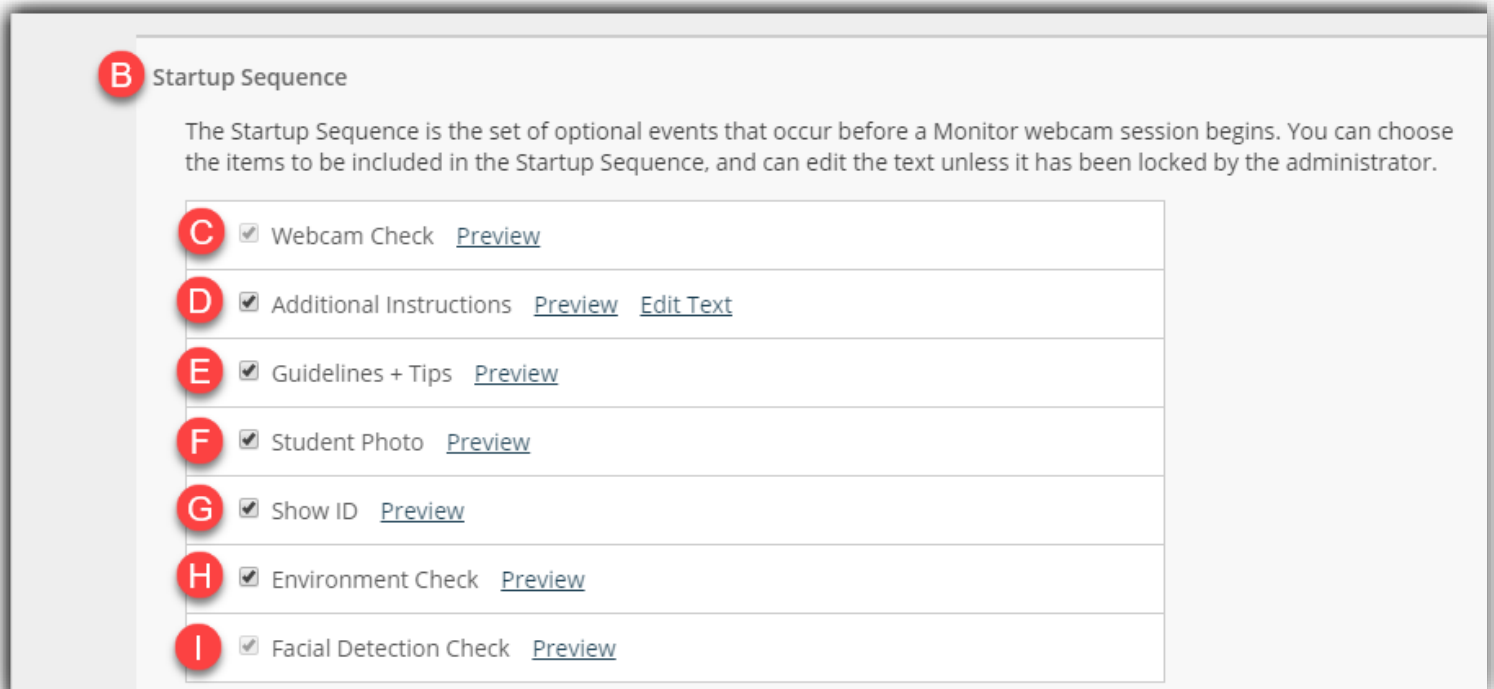 B Startup Sequence
The Startup Sequence is the set of optional events that occur before a Monitor webcam session begins. You can choose
the items to be included in the Startup Sequence, and can edit the text unless it has been locked by the administrator.
C Webcam Check Preview
D Additional Instructions Preview Edit Text
E Guidelines + Tips Preview
F Student Photo Preview
G Show ID Preview
H Environment Check Preview
I Facial Detection Check Preview